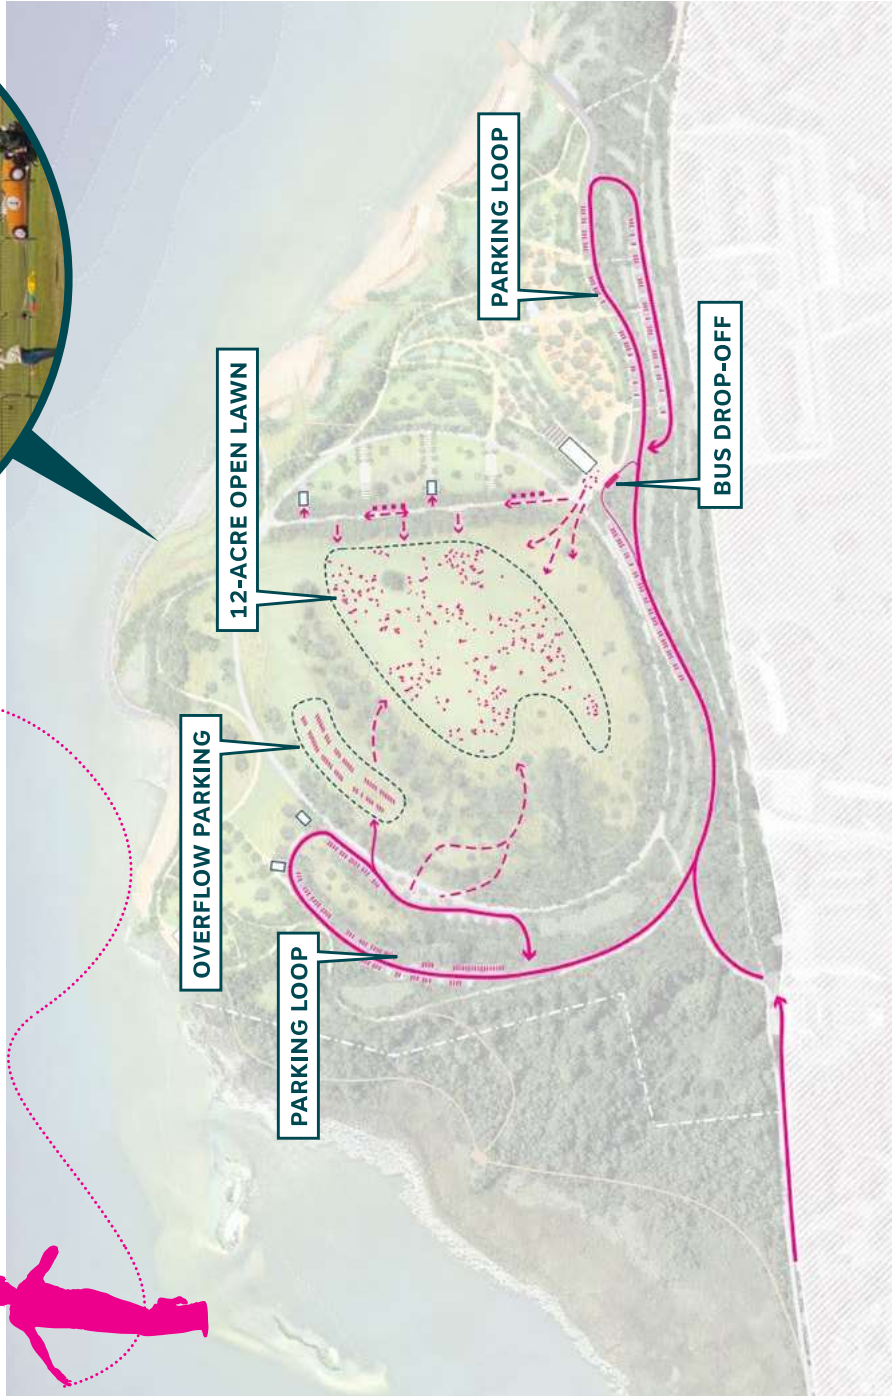 PARKING LOOP
OVERFLOW PARKING
12-ACRE OPEN LAWN
PARKING LOOP
BUS DROP-OFF